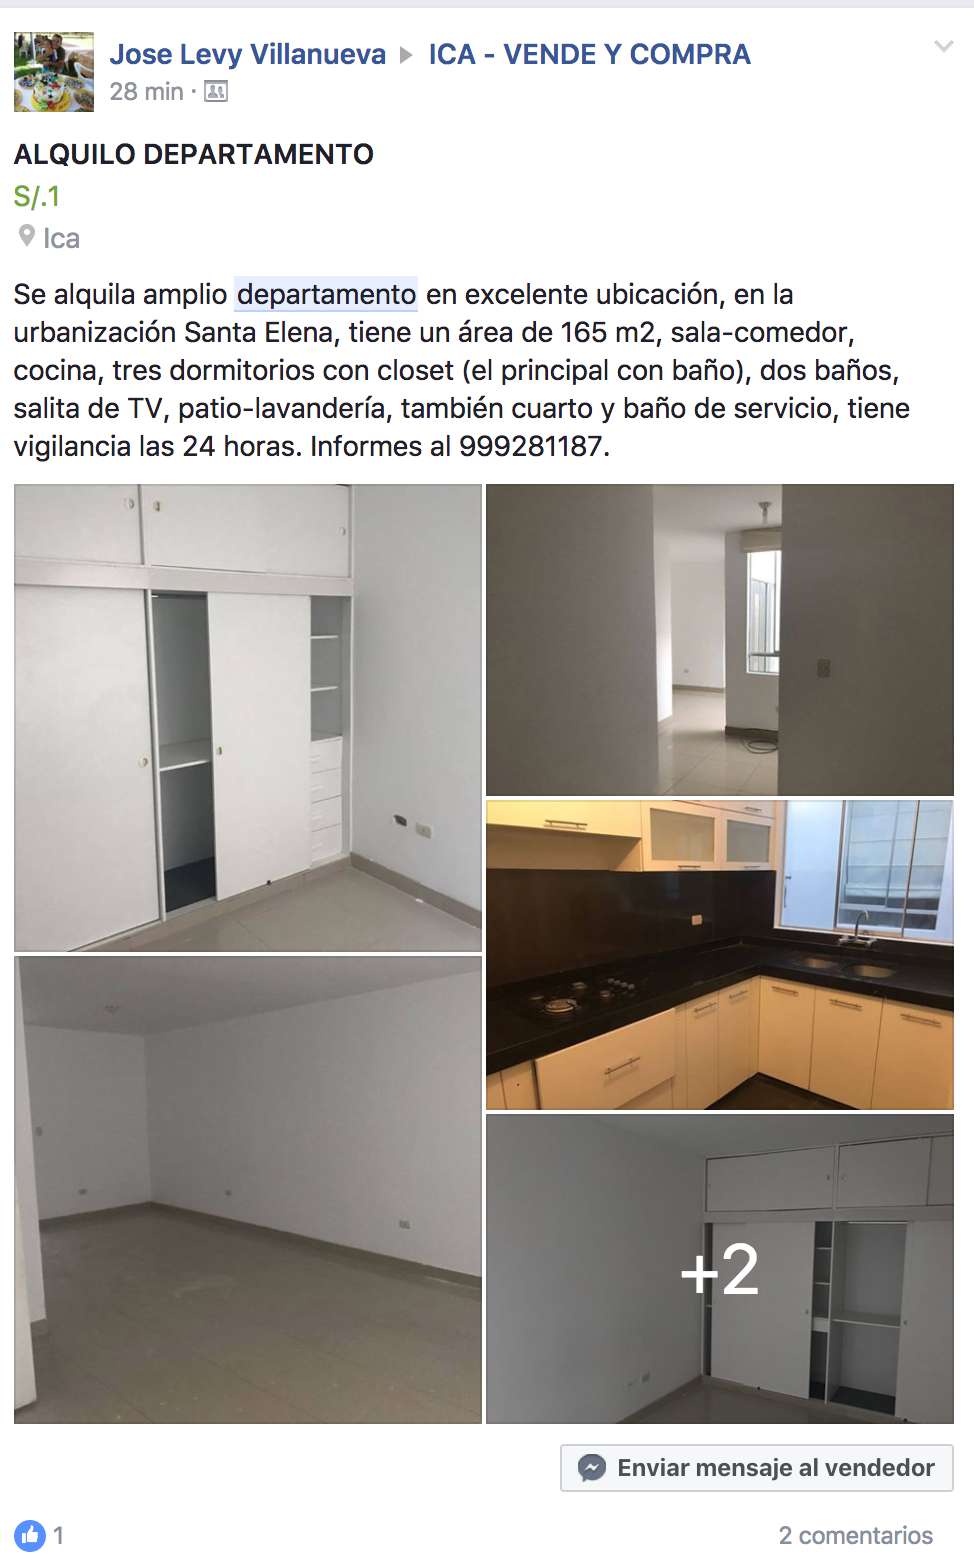 Jose Levy Villanueva ▶ ICA - VENDE Y COMPRA
28 min ·
ALQUILO DEPARTAMENTO
S/.1
Ica
Se alquila amplio departamento en excelente ubicación, en la
urbanización Santa Elena, tiene un área de 165 m2, sala-comedor,
cocina, tres dormitorios con closet (el principal con baño), dos baños,
salita de TV, patio-lavandería, también cuarto y baño de servicio, tiene
vigilancia las 24 horas. Informes al 999281187.
+2
Enviar mensaje al vendedor
1
2 comentarios